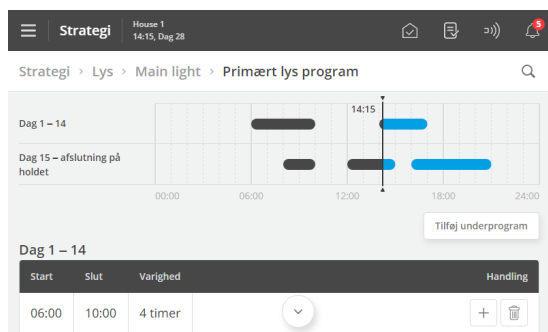 Strategi
House 1
14:15, Dag 28
5
Strategi > Lys > Main light > Primært lys program
14:15
Dag 1 – 14
Dag 15 – afslutning på
holdet
00:00 06:00 12:00 18:00 24:00
Tilføj underprogram
Dag 1 – 14
Start Slut Varighed Handling
06:00 10:00 4 timer